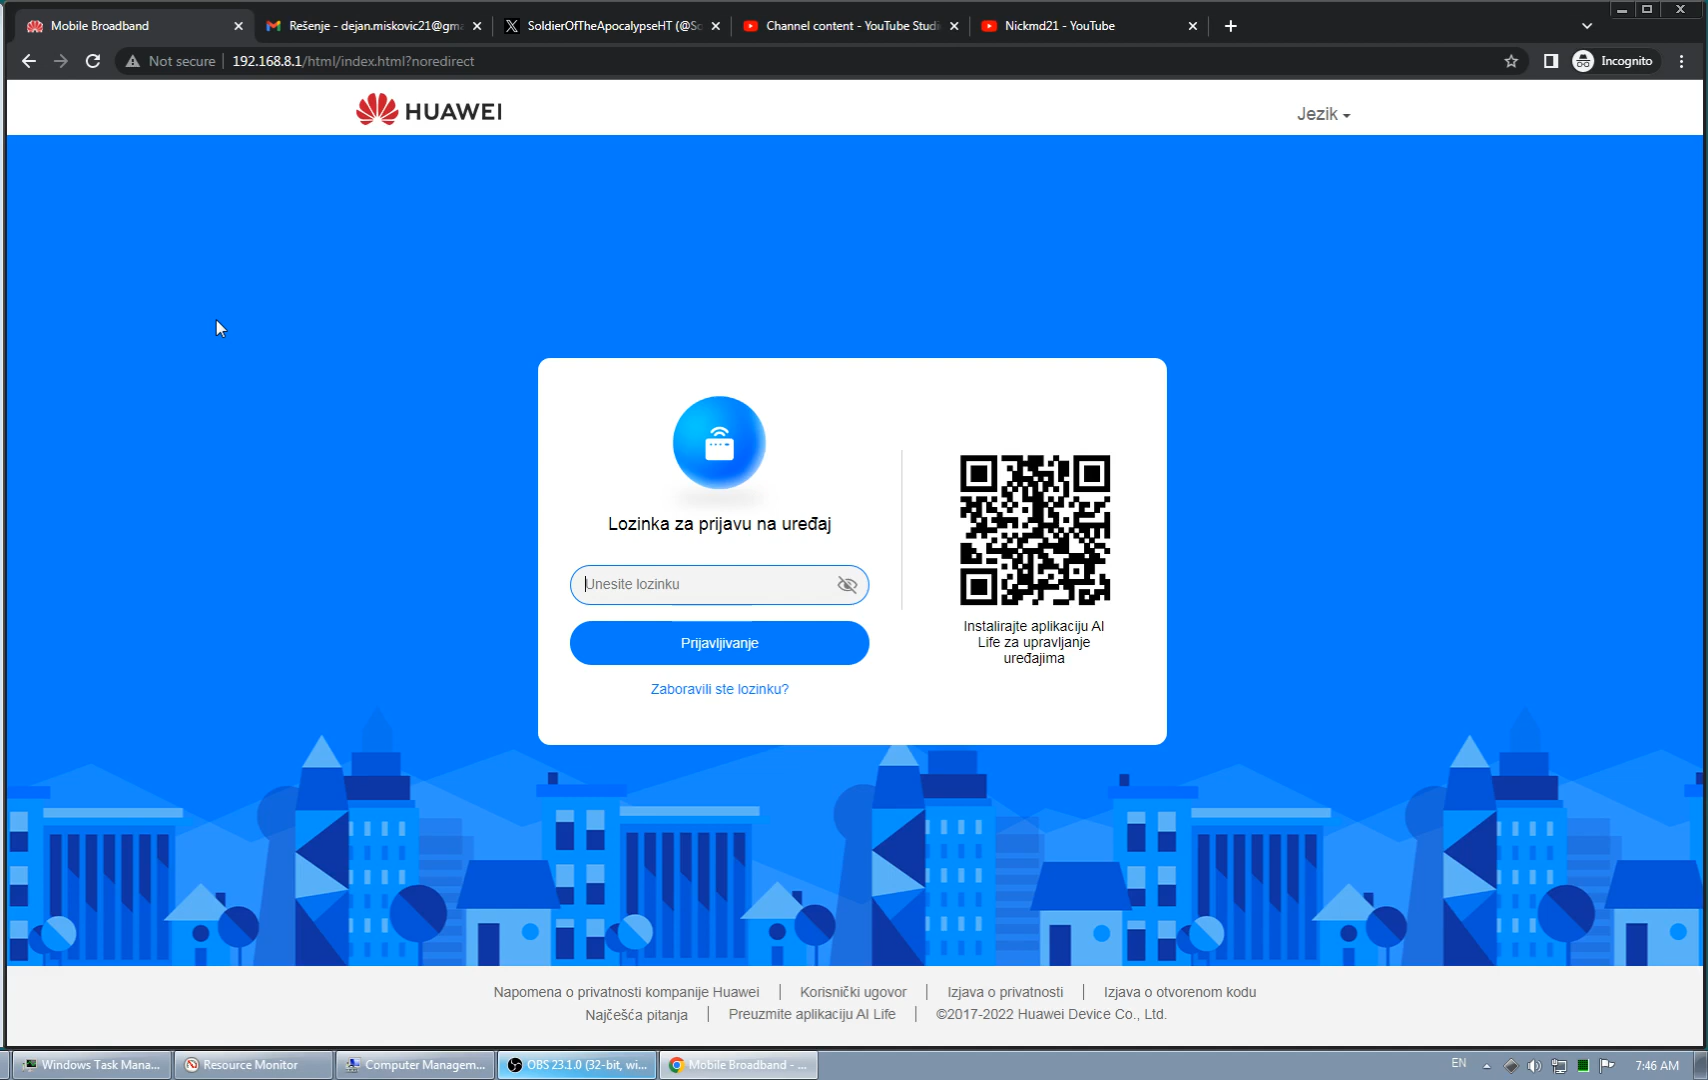 Mobile Broadband
Rešenje - dejan.miskovic21@gma
SoldierOfTheApocalypseHT (@So
Channel content - YouTube Studi
Nickmd21 - YouTube
Not secure
192.168.8.1/html/index.html?noredirect
Incognito
HUAWEI
Jezik
Lozinka za prijavu na uređaj
Unesite lozinku
Prijavljivanje
Zaboravili ste lozinku?
Instalirajte aplikaciju AI
Life za upravljanje
uređajima
Napomena o privatnosti kompanije Huawei | Korisnički ugovor | Izjava o privatnosti | Izjava o otvorenom kodu
Najčešća pitanja | Preuzmite aplikaciju AI Life | ©2017-2022 Huawei Device Co., Ltd.
Windows Task Mana...
Resource Monitor
Computer Managem...
OBS 23.1.0 (32-bit, wi...
Mobile Broadband - ...
EN
7:46 AM